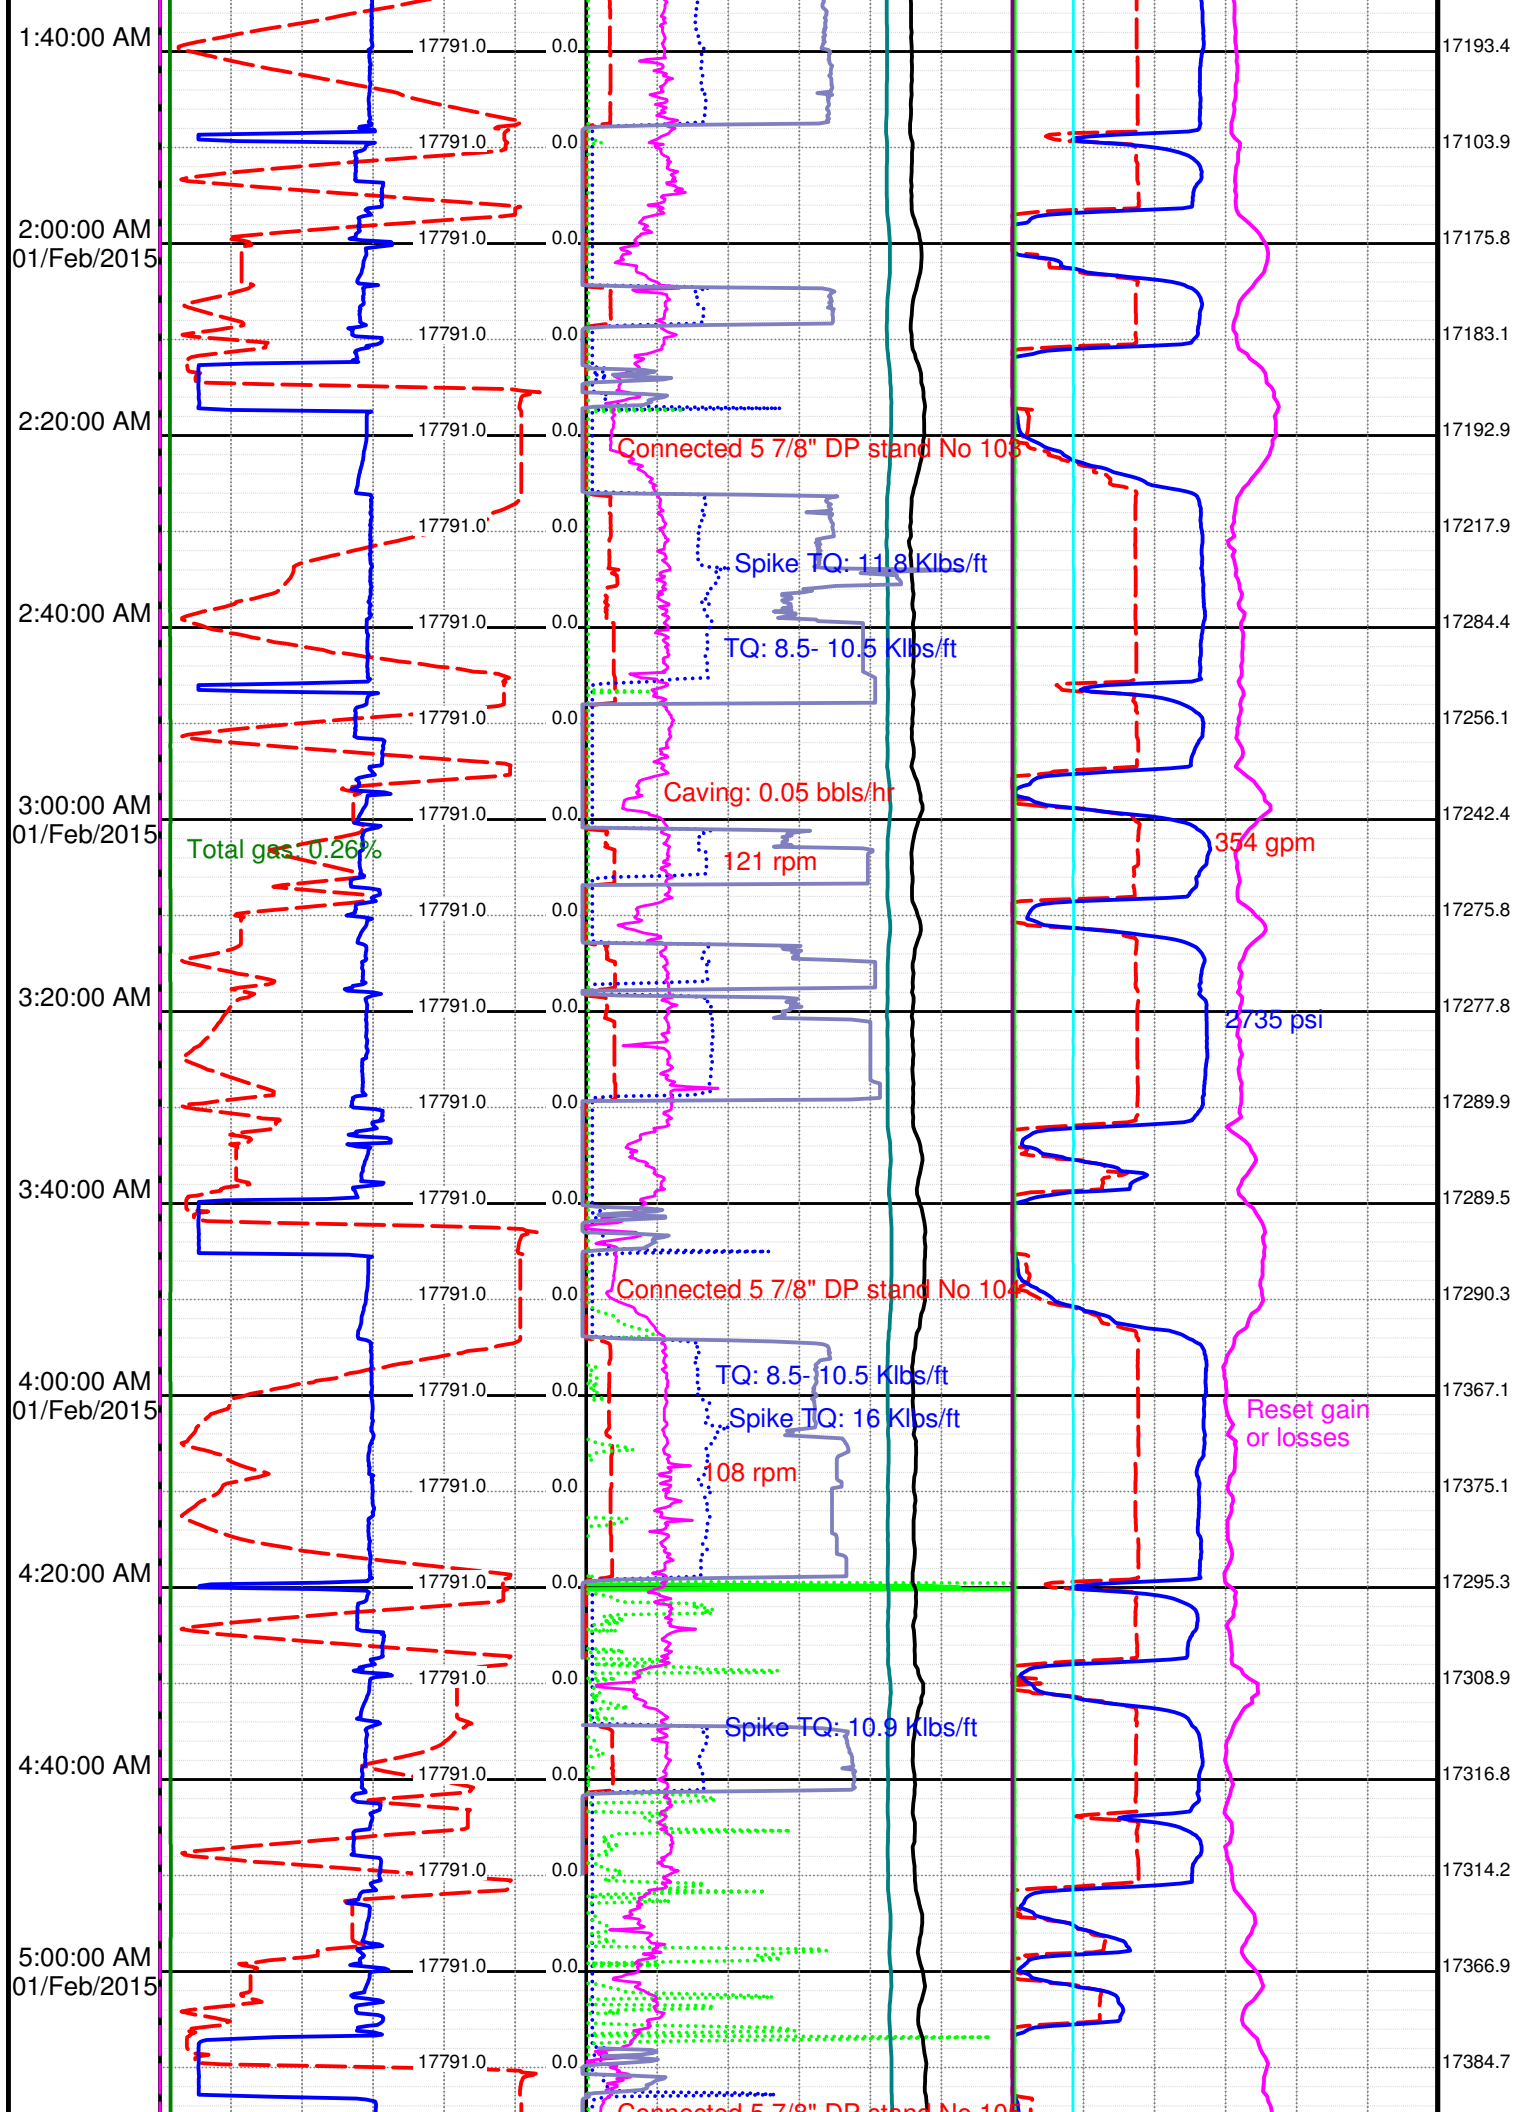 1:40:00 AM 17791.0 0.0 17193.4
17791.0 0.0 17103.9
2:00:00 AM 17791.0 0.0 17175.8
01/Feb/2015
17791.0 0.0 17183.1
2:20:00 AM 17791.0 0.0 17192.9
Connected 5 7/8" DP stand No 103
17791.0 0.0 17217.9
Spike TQ: 11.8 Klbs/ft
2:40:00 AM 17791.0 0.0 17284.4
TQ: 8.5- 10.5 Klbs/ft
17791.0 0.0 17256.1
Caving: 0.05 bbls/hr
3:00:00 AM 17791.0 0.0 17242.4
01/Feb/2015
354 gpm
Total gas: 0.26%
121 rpm
17791.0 0.0 17275.8
3:20:00 AM 17791.0 0.0 17277.8
2735 psi
17791.0 0.0 17289.9
3:40:00 AM 17791.0 0.0 17289.5
Connected 5 7/8" DP stand No 104
17791.0 0.0 17290.3
TQ: 8.5- 10.5 Klbs/ft
4:00:00 AM 17791.0 0.0 17367.1
01/Feb/2015
Reset gain
or losses
Spike TQ: 16 Klbs/ft
108 rpm
17791.0 0.0 17375.1
4:20:00 AM 17791.0 0.0 17295.3
17791.0 0.0 17308.9
Spike TQ: 10.9 Klbs/ft
4:40:00 AM 17791.0 0.0 17316.8
17791.0 0.0 17314.2
5:00:00 AM 17791.0 0.0 17366.9
01/Feb/2015
17791.0 0.0 17384.7
Connected 5 7/8" DP stand No 105